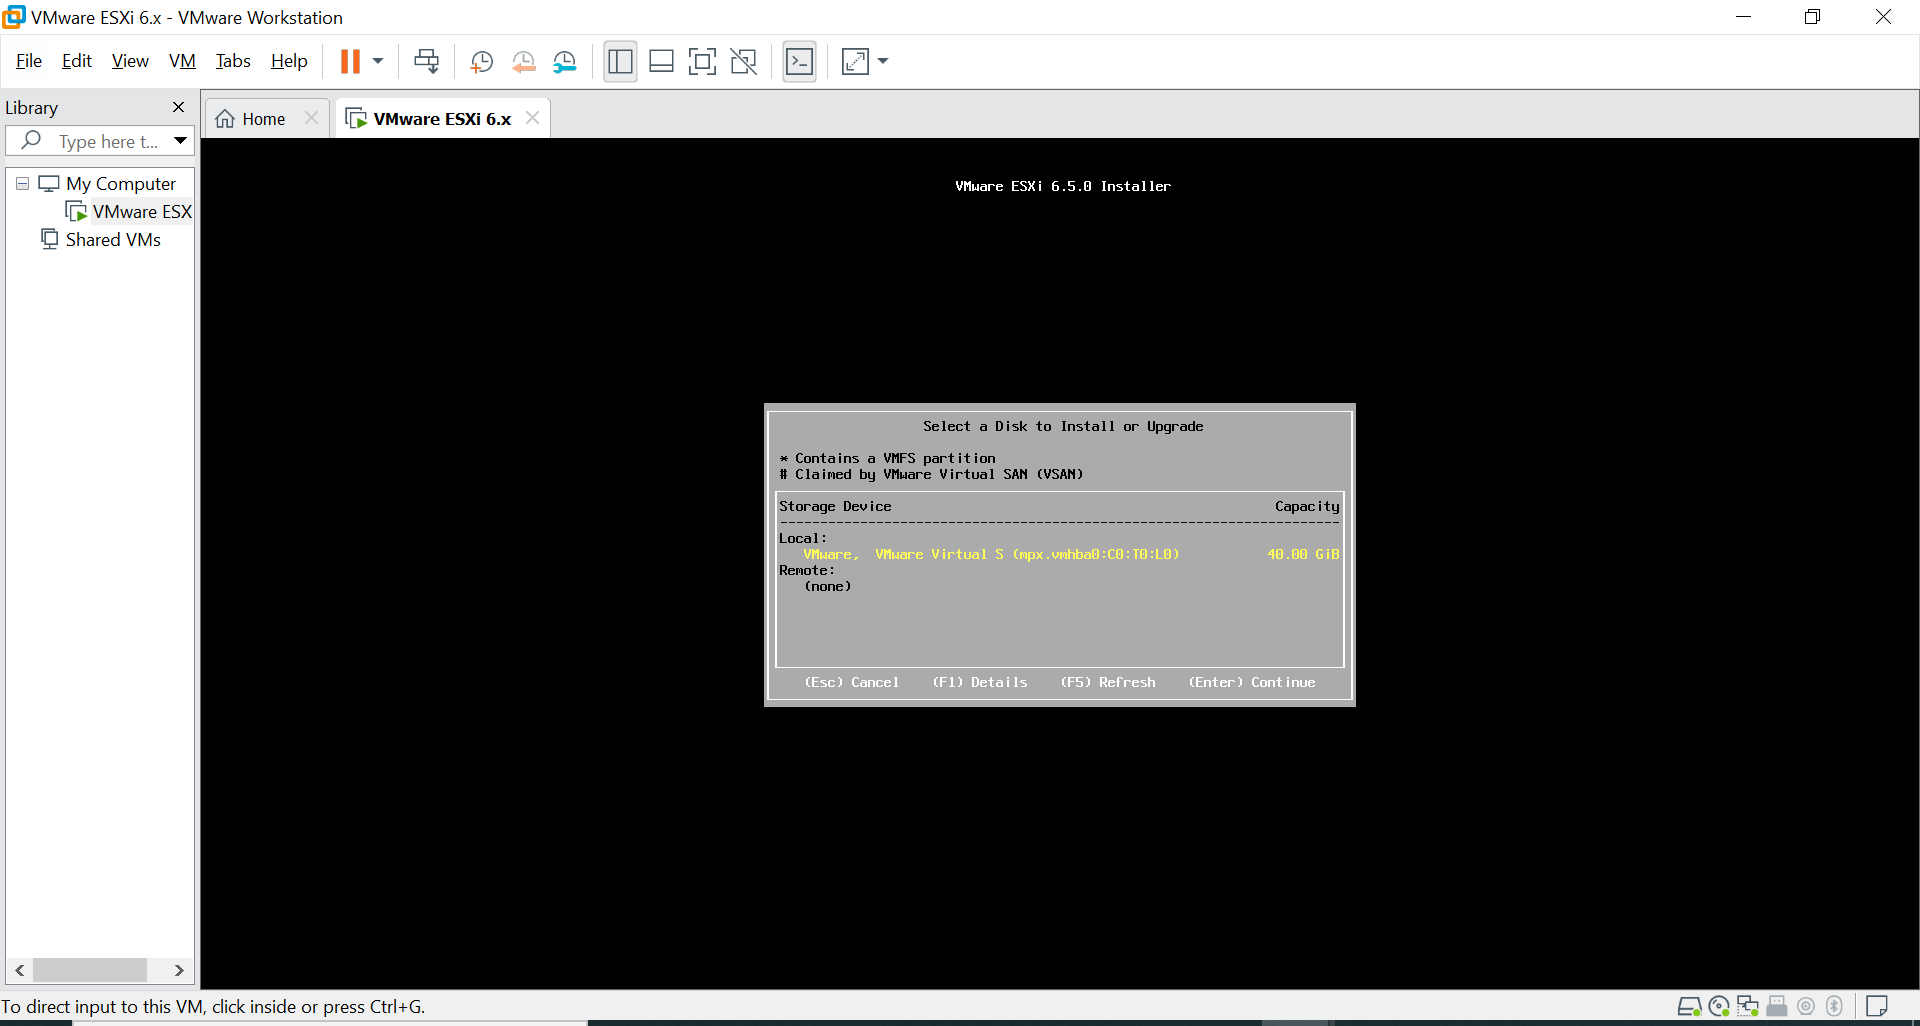 VMware ESXi 6.x - VMware Workstation
File Edit View VM Tabs Help
Library
Type here t...
My Computer
VMware ESX
Shared VMs
Home
VMware ESXi 6.x
VMware ESXi 6.5.0 Installer
Select a Disk to Install or Upgrade
* Contains a VMFS partition
# Claimed by VMware Virtual SAN (VSAN)
Storage Device Capacity
Local:
VMware,  VMware Virtual S (mpx.vmhba0:C0:T0:L0) 40.00 GiB
Remote:
(none)
(Esc) Cancel (F1) Details (F5) Refresh (Enter) Continue
To direct input to this VM, click inside or press Ctrl+G.